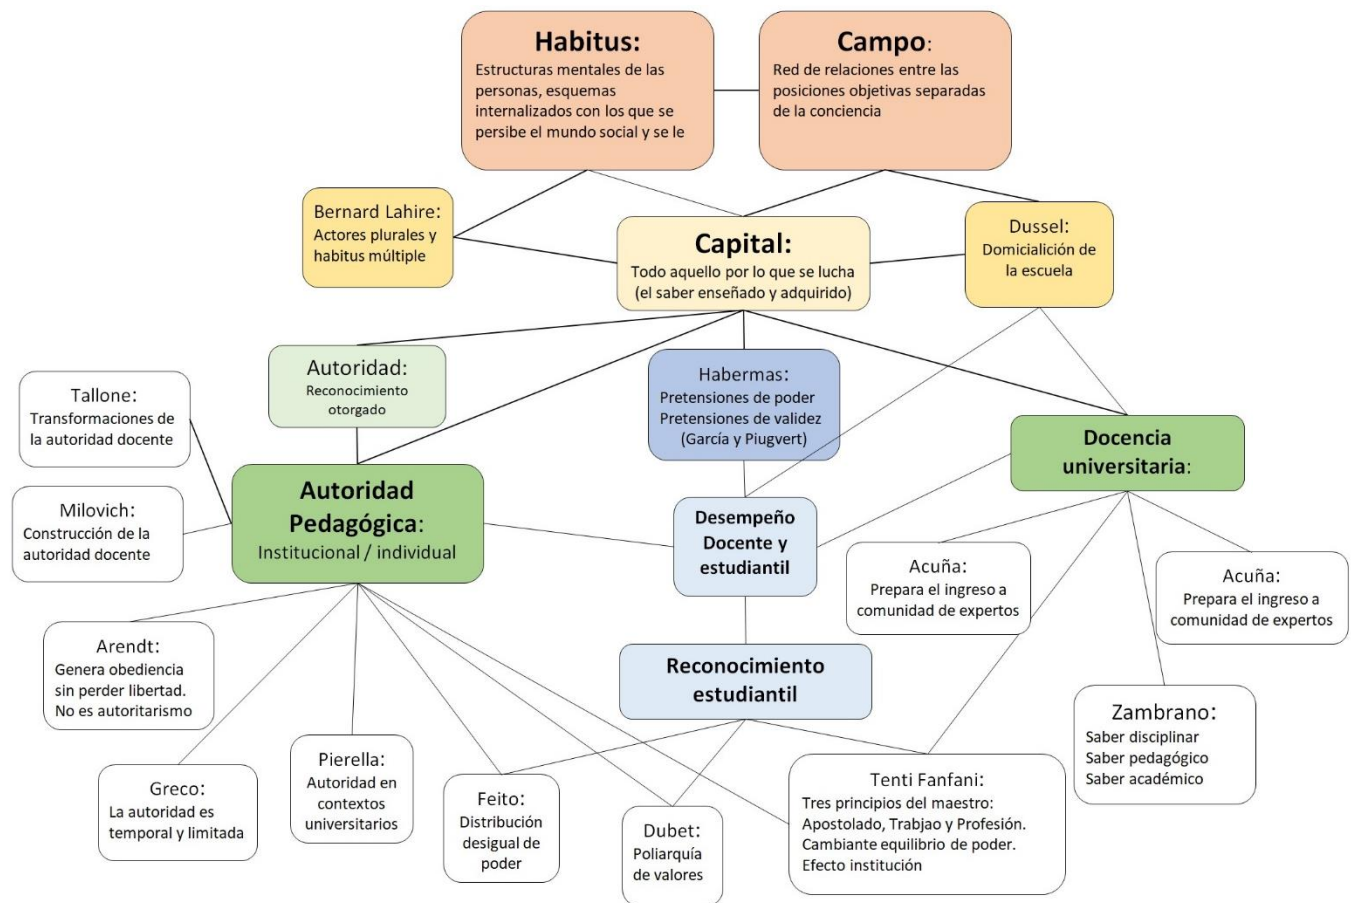 Habitus:
Estructuras mentales de las
personas, esquemas
internalizados con los que se
persibe el mundo social y se le
Campo:
Red de relaciones entre las
posiciones objetivas separadas
de la conciencia
Bernard Lahire:
Actores plurales y
habitus múltiple
Capital:
Todo aquello por lo que se lucha
(el saber enseñado y adquirido)
Dussel:
Domicialición de
la escuela
Autoridad:
Reconocimiento
otorgado
Habermas:
Pretensiones de poder
Pretensiones de validez
(García y Piugvert)
Tallone:
Transformaciones de
la autoridad docente
Docencia
universitaria:
Autoridad
Pedagógica:
Institucional / individual
Milovich:
Construcción de la
autoridad docente
Desempeño
Docente y
estudiantil
Acuña:
Prepara el ingreso a
comunidad de expertos
Acuña:
Prepara el ingreso a
comunidad de expertos
Arendt:
Genera obediencia
sin perder libertad.
No es autoritarismo
Reconocimiento
estudiantil
Zambrano:
Saber disciplinar
Saber pedagógico
Saber académico
Greco:
La autoridad es
temporal y limitada
Pierella:
Autoridad en
contextos
universitarios
Feito:
Distribución
desigual de
poder
Dubet:
Poliarquía
de valores
Tenti Fanfani:
Tres principios del maestro:
Apostolado, Trabjao y Profesión.
Cambiante equilibrio de poder.
Efecto institución